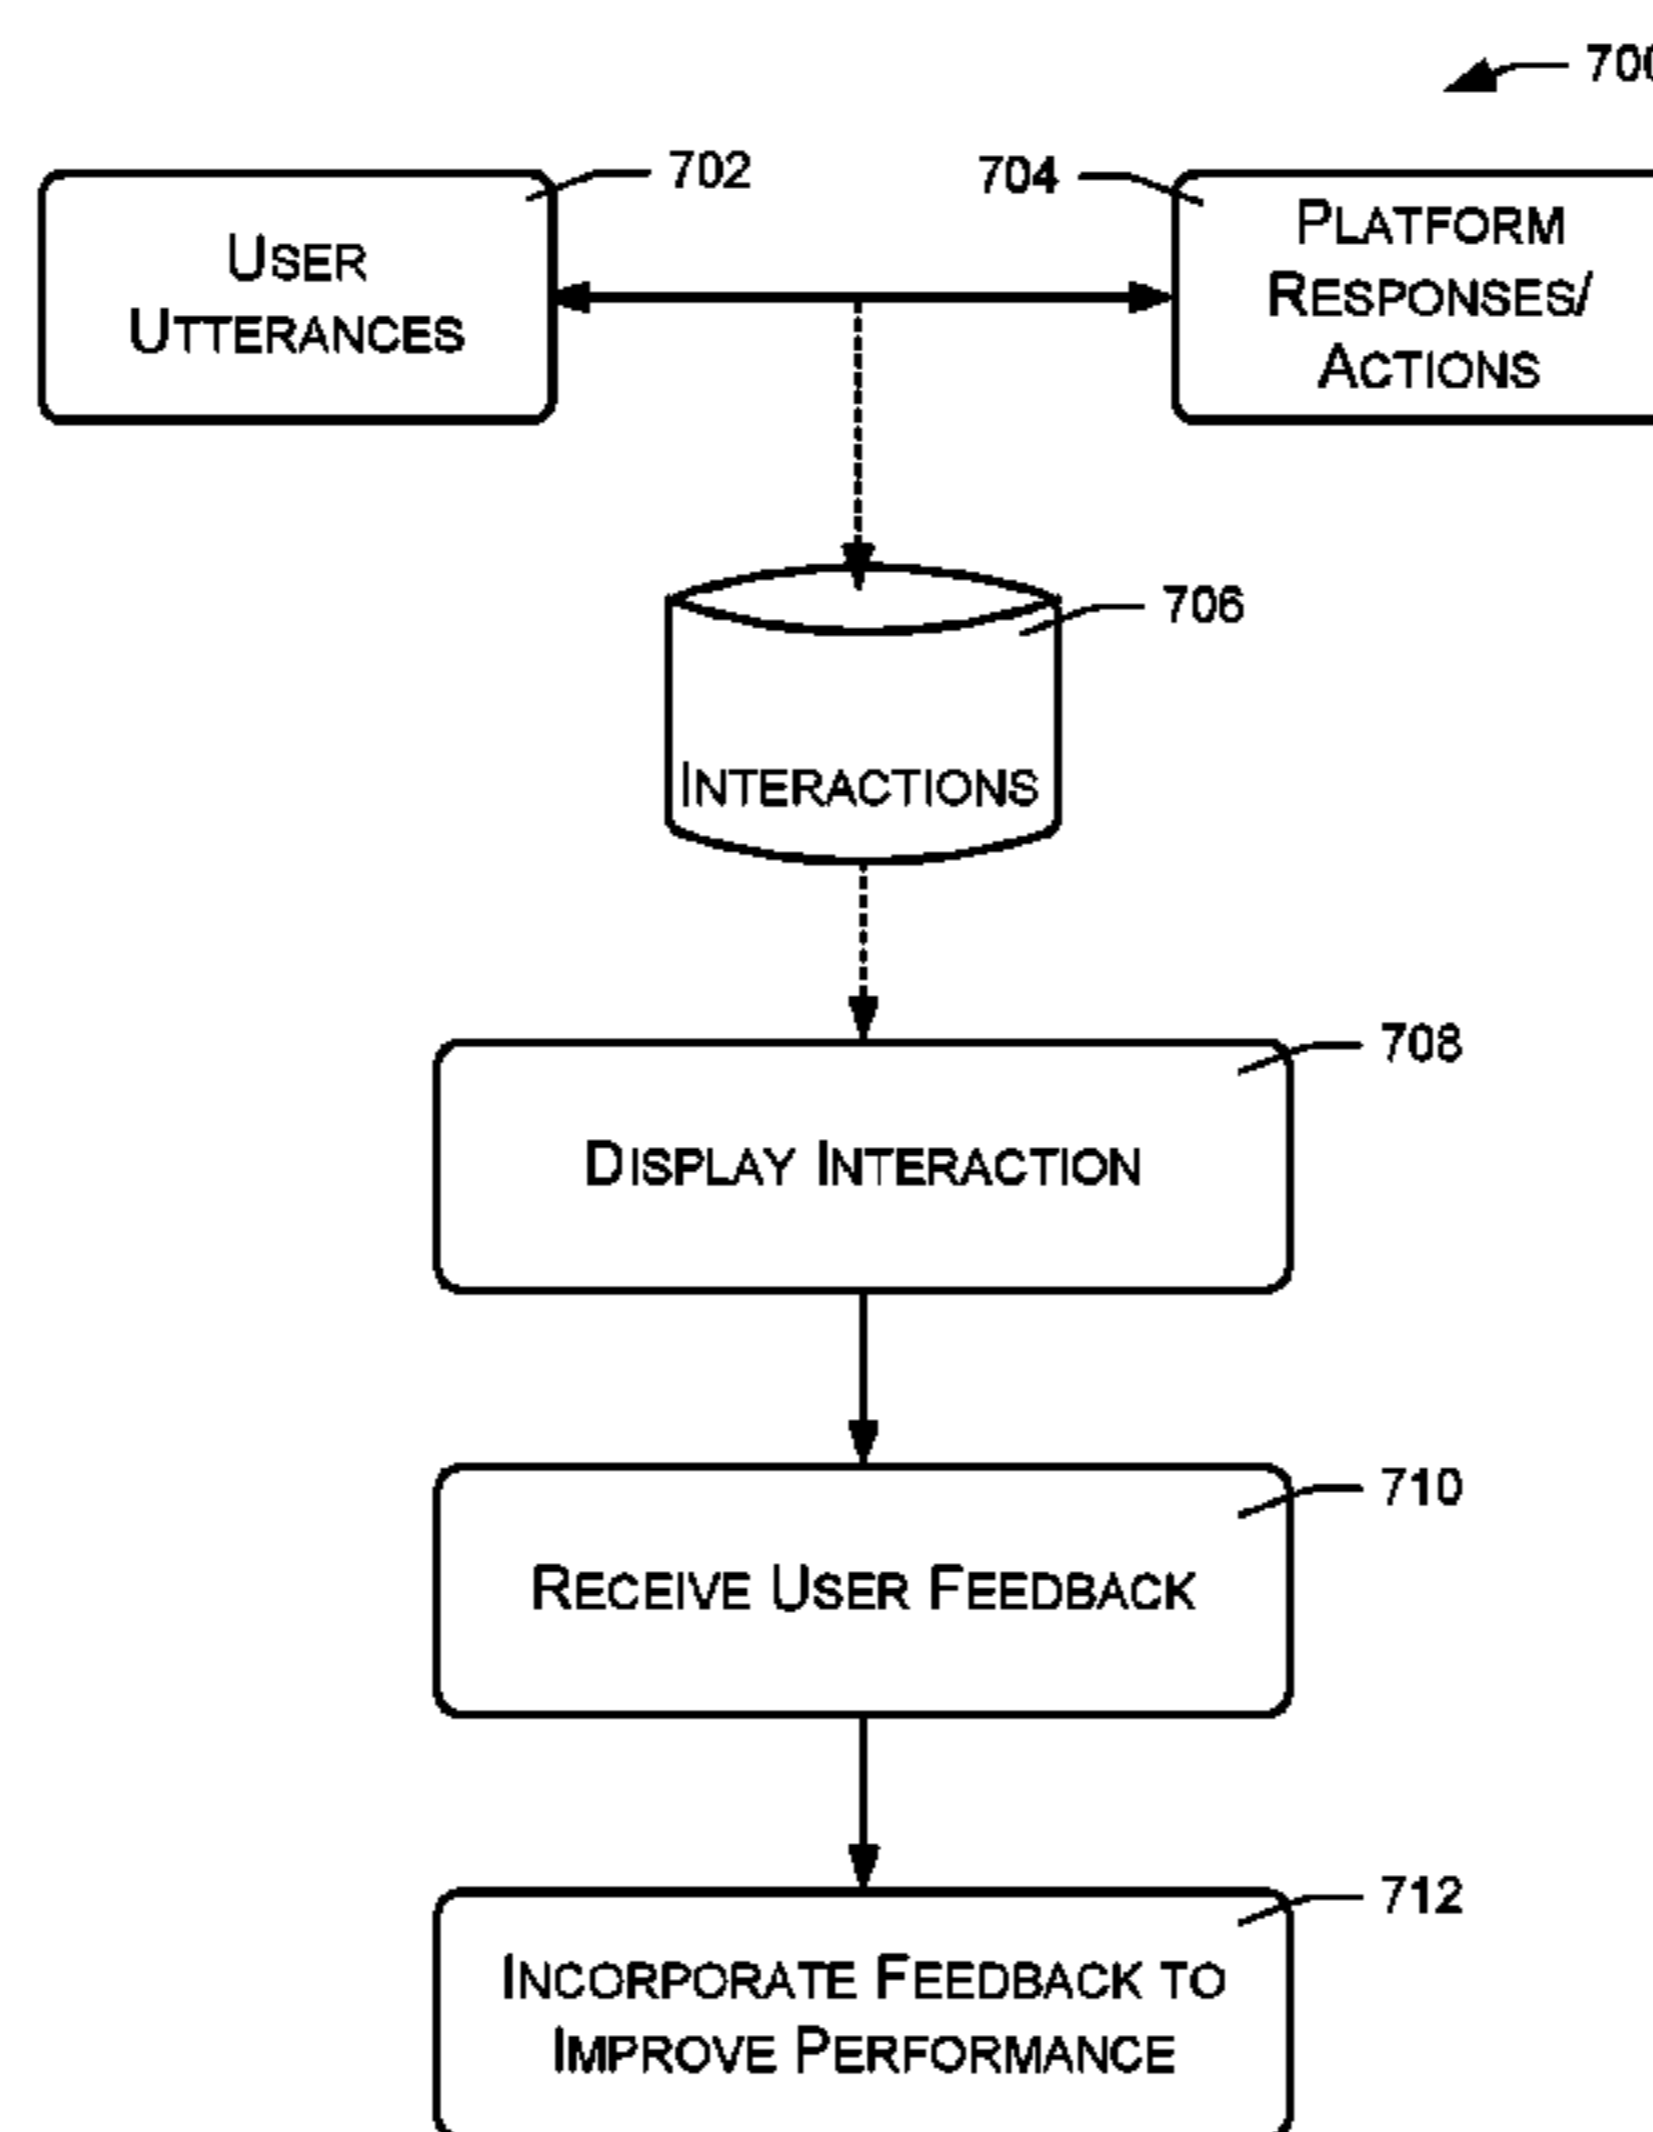 700
702
704
USER
UTTERANCES
PLATFORM
RESPONSES/
ACTIONS
706
INTERACTIONS
708
DISPLAY INTERACTION
710
RECEIVE USER FEEDBACK
712
INCORPORATE FEEDBACK TO
IMPROVE PERFORMANCE